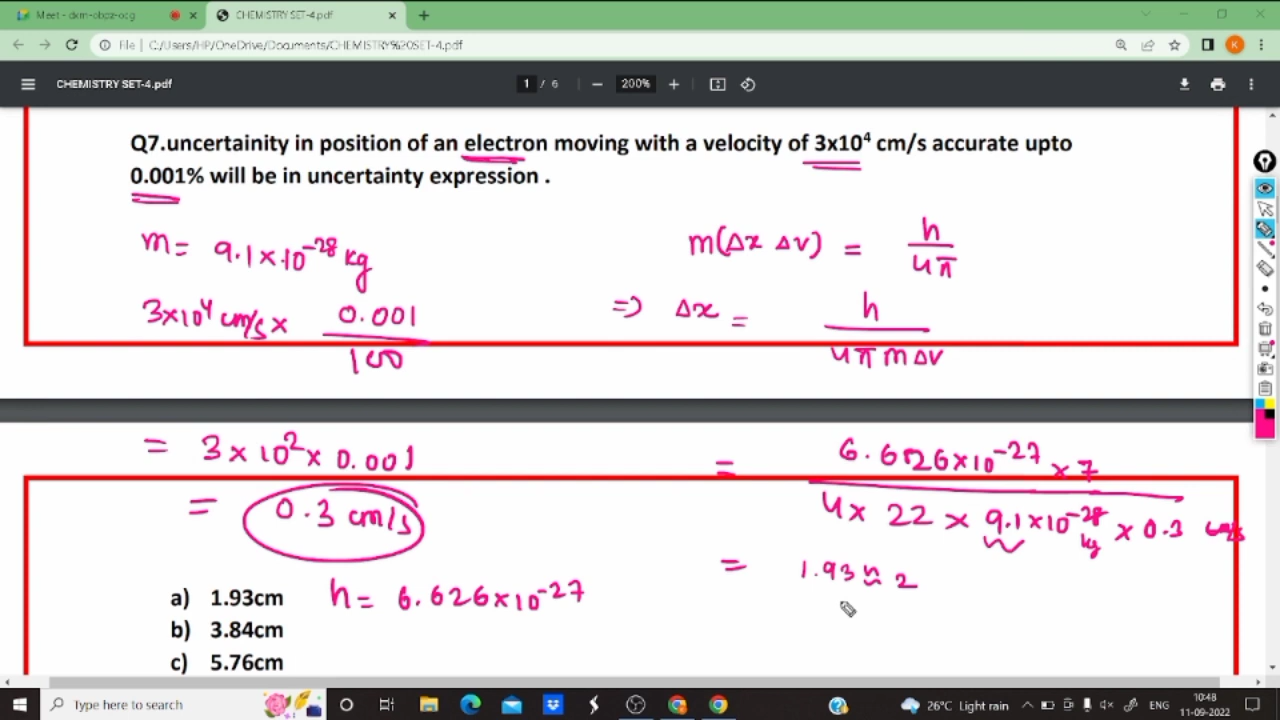 Meet - dkm-obpz-ocg
CHEMISTRY SET-4.pdf
File | C:/Users/HP/OneDrive/Documents/CHEMISTRY%20SET-4.pdf
K
CHEMISTRY SET-4.pdf
1 / 6
200%
Q7.uncertainity in position of an electron moving with a velocity of 3x10⁴ cm/s accurate upto
0.001% will be in uncertainty expression .
m = 9.1×10⁻²⁸ kg
m(Δx Δv) = h / 4π
3×10⁴ cm/s × 0.001 / 100
=> Δx = h / 4π m Δv
= 3×10²× 0.001
= 6.626×10⁻²⁷ × 7 / 4 × 22 × 9.1×10⁻²⁸ kg × 0.3
= 0.3 cm/s
= 1.93 ≈ 2
a) 1.93cm
h = 6.626×10⁻²⁷
b) 3.84cm
c) 5.76cm
Type here to search
26°C Light rain
ENG
10:48
11-09-2022